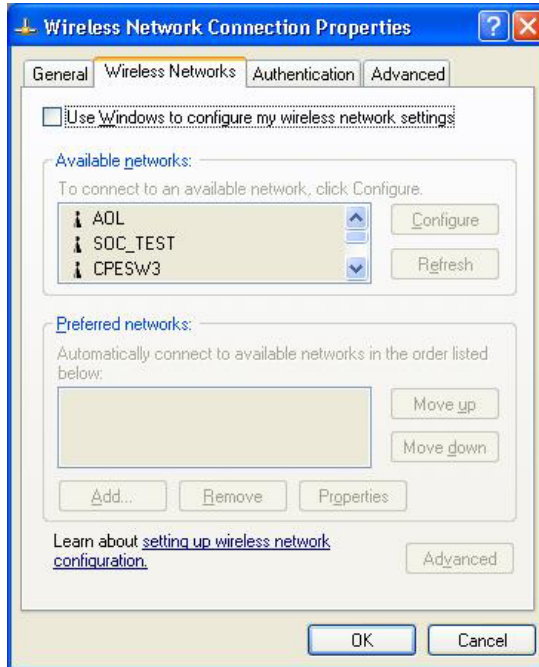 Wireless Network Connection Properties
General Wireless Networks Authentication Advanced
Use Windows to configure my wireless network settings
Available networks:
To connect to an available network, click Configure.
AOL
SOC_TEST
CPESW3
Configure
Refresh
Preferred networks:
Automatically connect to available networks in the order listed
below:
Move up
Move down
Add... Remove Properties
Learn about setting up wireless network
configuration.
Advanced
OK Cancel